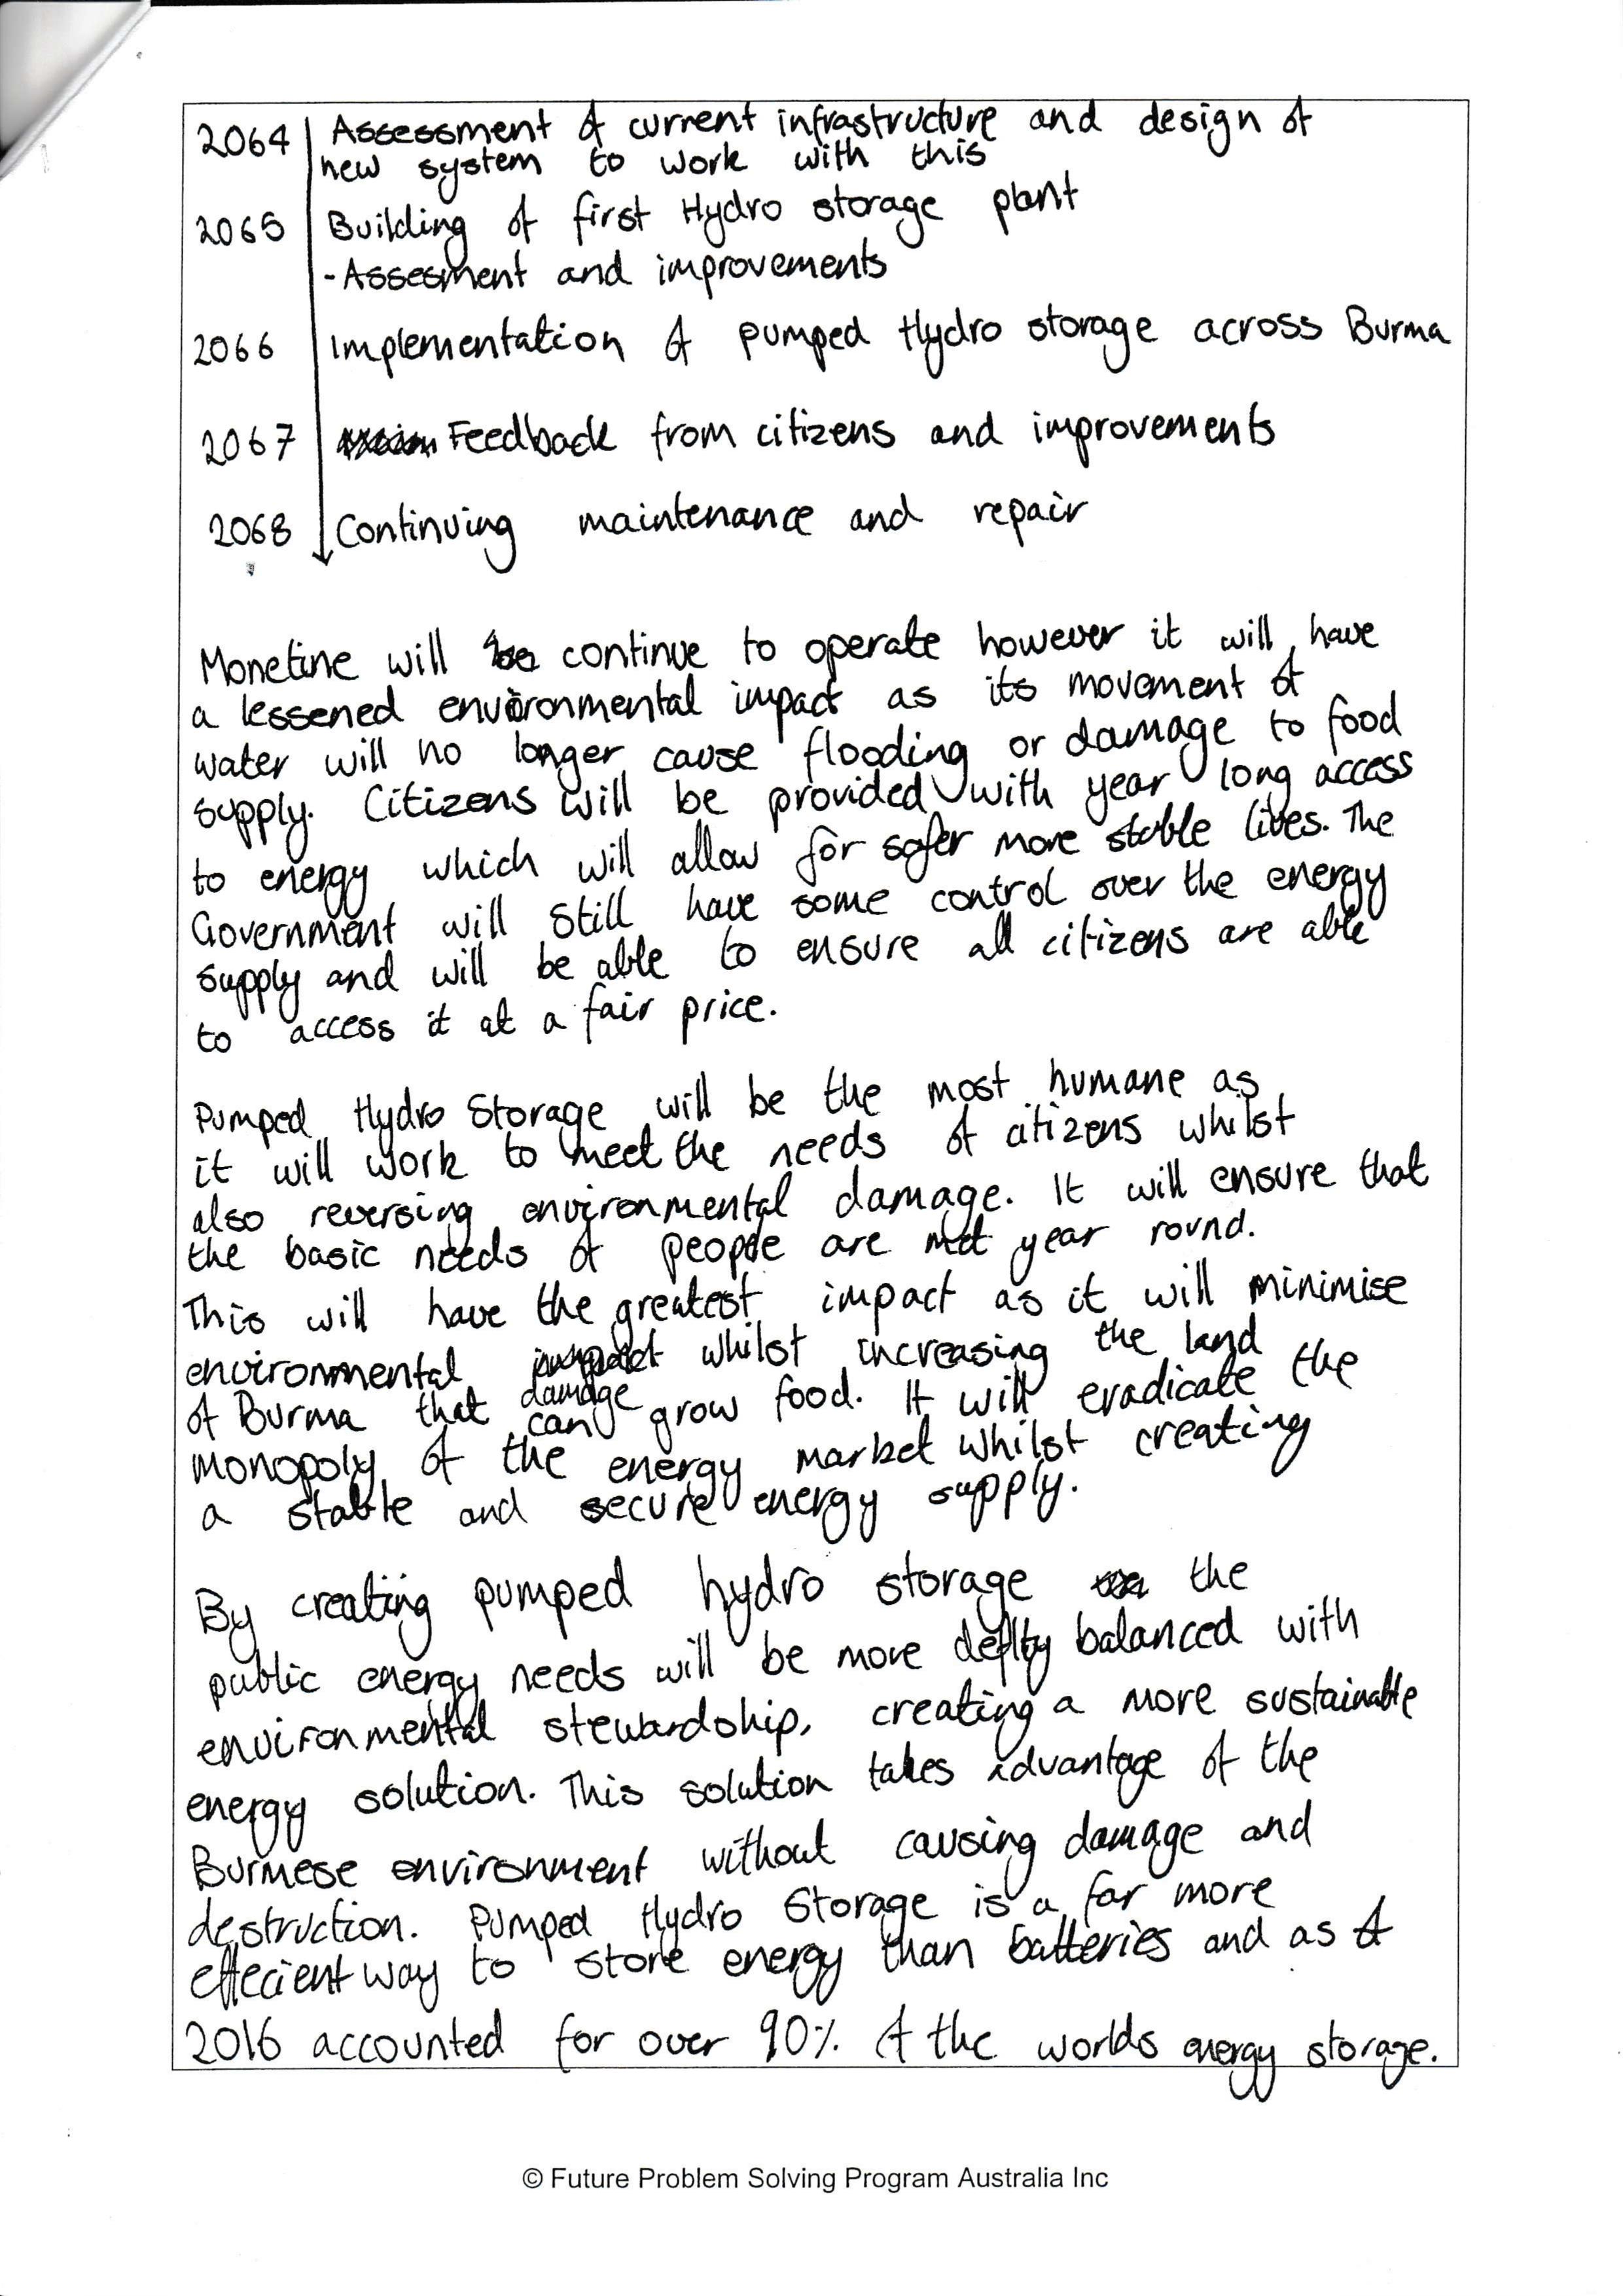 2064 Assessment of current infrastructure and design of
new system to work with this
2065 Building of first Hydro storage plant
- Assesment and improvements
2066 Implementation of pumped Hydro storage across Burma
2067 Feedback from citizens and improvements
2068 Continuing maintenance and repair
Monetine will continue to operate however it will have
a lessened environmental impact as its movement of
water will no longer cause flooding or damage to food
supply. Citizens will be provided with year long access
to energy which will allow for safer more stable lives. The
Government will still have some control over the energy
supply and will be able to ensure all citizens are able
to access it at a fair price.
Pumped Hydro Storage will be the most humane as
it will work to meet the needs of citizens whilst
also reversing environmental damage. It will ensure that
the basic needs of people are met year round.
This will have the greatest impact as it will minimise
environmental damage whilst increasing the land
of Burma that can grow food. It will eradicate the
monopoly of the energy market whilst creating
a stable and secure energy supply.
By creating pumped hydro storage the
public energy needs will be more deftly balanced with
environmental stewardship, creating a more sustainable
energy solution. This solution takes advantage of the
Burmese environment without causing damage and
destruction. Pumped Hydro Storage is a far more
effecient way to store energy than batteries and as of
2016 accounted for over 90% of the worlds energy storage.
© Future Problem Solving Program Australia Inc